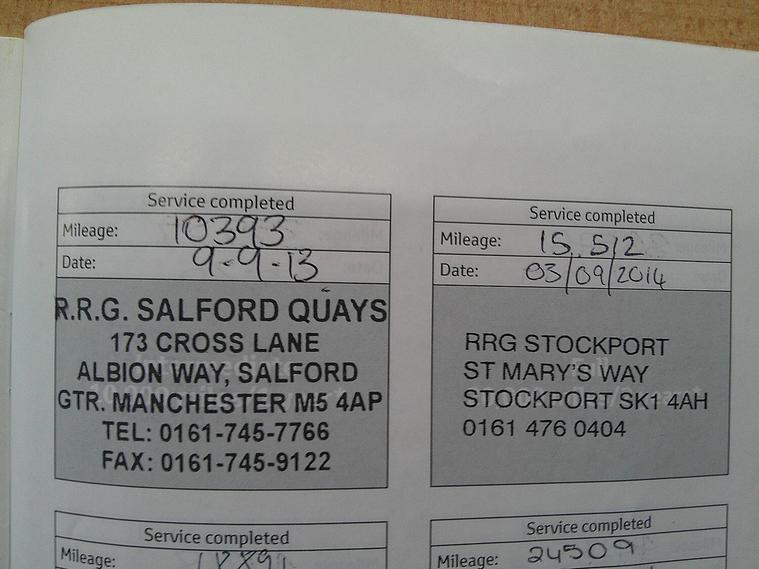 Service completed
Mileage: 10393
Date: 9-9-13
R.R.G. SALFORD QUAYS
173 CROSS LANE
ALBION WAY, SALFORD
GTR. MANCHESTER M5 4AP
TEL: 0161-745-7766
FAX: 0161-745-9122
Service completed
Mileage: 15,512
Date: 03/09/2014
RRG STOCKPORT
ST MARY'S WAY
STOCKPORT SK1 4AH
0161 476 0404
Service completed
Mileage:
Service completed
Mileage: 24509